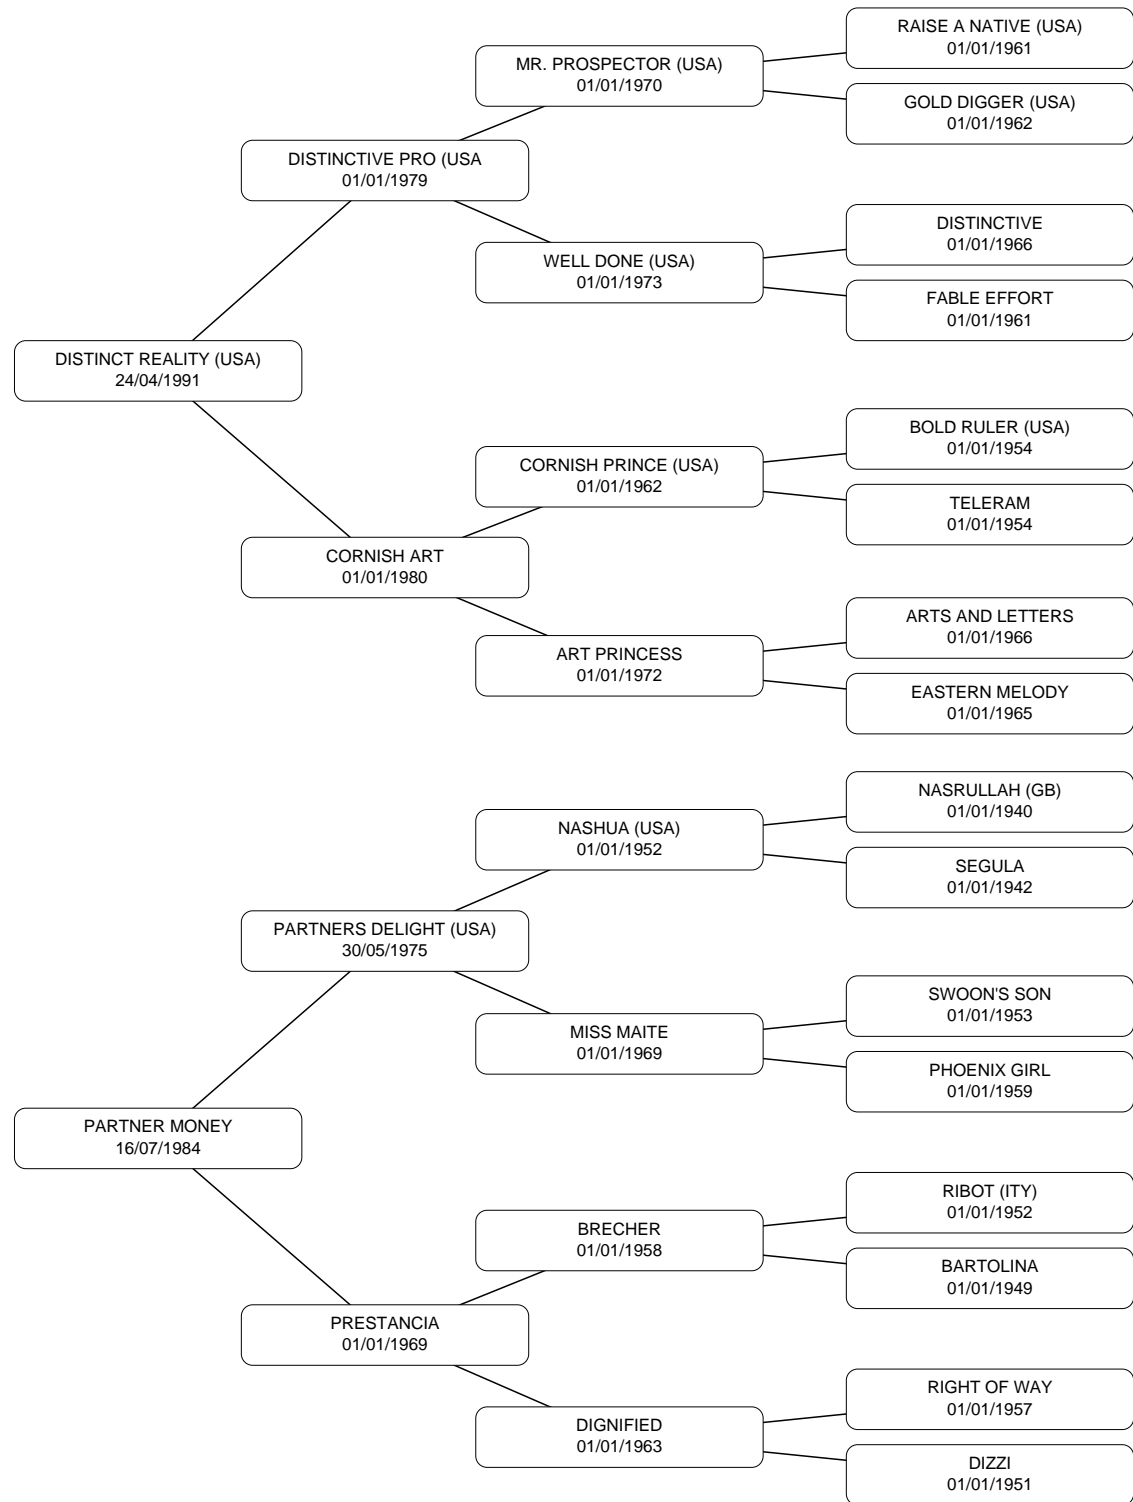 RAISE A NATIVE (USA)
01/01/1961
MR. PROSPECTOR (USA)
01/01/1970
GOLD DIGGER (USA)
01/01/1962
DISTINCTIVE PRO (USA
01/01/1979
DISTINCTIVE
01/01/1966
WELL DONE (USA)
01/01/1973
FABLE EFFORT
01/01/1961
DISTINCT REALITY (USA)
24/04/1991
BOLD RULER (USA)
01/01/1954
CORNISH PRINCE (USA)
01/01/1962
TELERAM
01/01/1954
CORNISH ART
01/01/1980
ARTS AND LETTERS
01/01/1966
ART PRINCESS
01/01/1972
EASTERN MELODY
01/01/1965
NASRULLAH (GB)
01/01/1940
NASHUA (USA)
01/01/1952
SEGULA
01/01/1942
PARTNERS DELIGHT (USA)
30/05/1975
SWOON'S SON
01/01/1953
MISS MAITE
01/01/1969
PHOENIX GIRL
01/01/1959
PARTNER MONEY
16/07/1984
RIBOT (ITY)
01/01/1952
BRECHER
01/01/1958
BARTOLINA
01/01/1949
PRESTANCIA
01/01/1969
RIGHT OF WAY
01/01/1957
DIGNIFIED
01/01/1963
DIZZI
01/01/1951